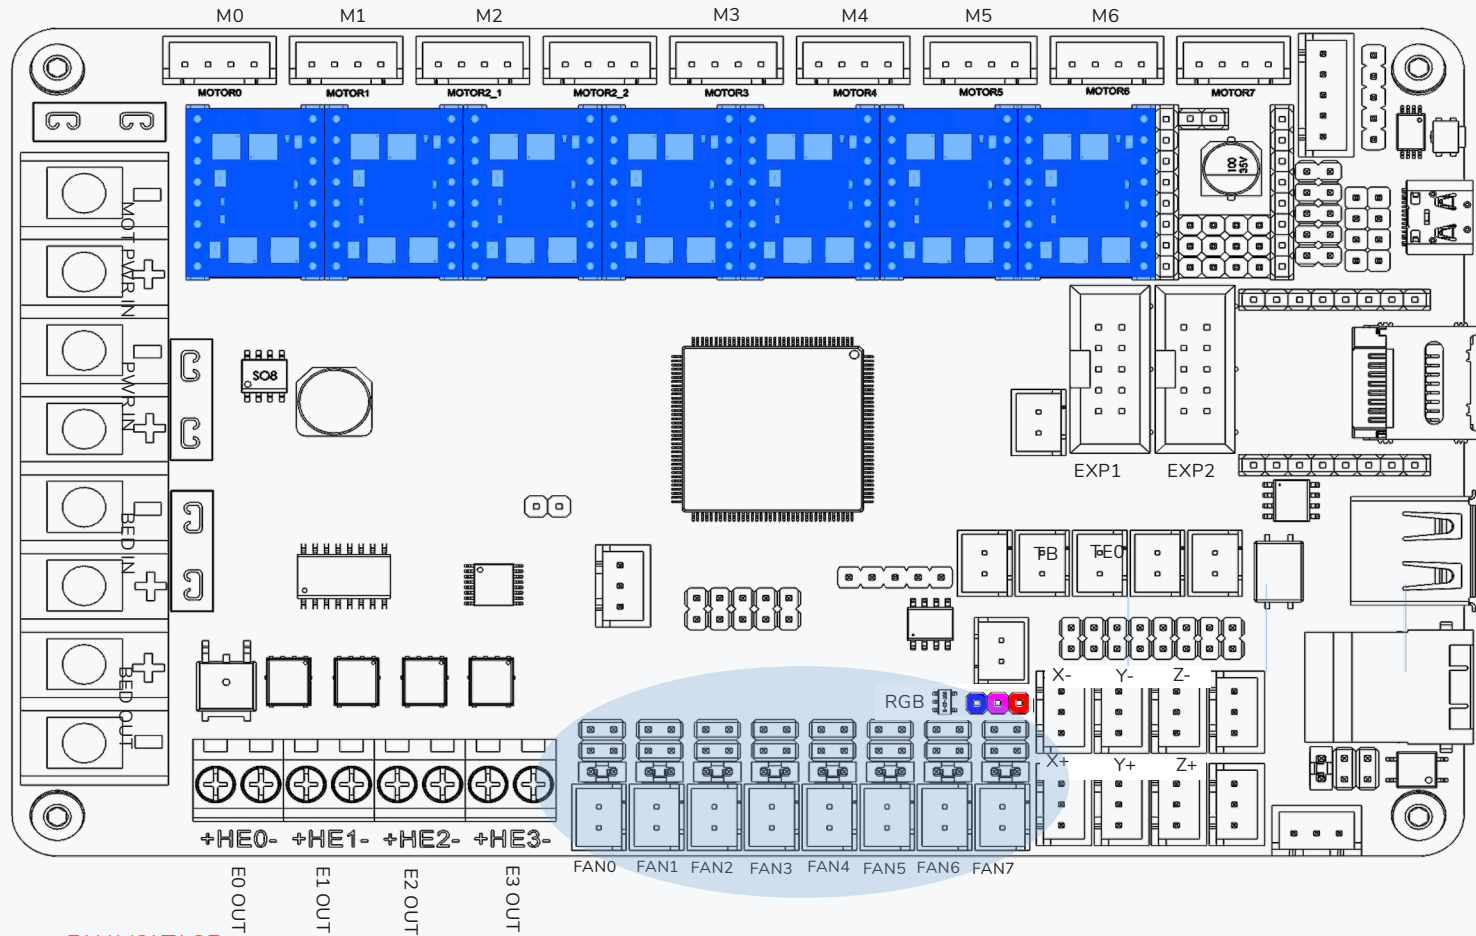 M0 M1 M2 M3 M4 M5 M6
MOTOR0 MOTOR1 MOTOR2_1 MOTOR2_2 MOTOR3 MOTOR4 MOTOR5 MOTOR6 MOTOR7
100
35V
MOT PWR IN
PWR IN
BED IN
BED OUT
SO8
EXP1 EXP2
TB TE0
X- Y- Z-
RGB
X+ Y+ Z+
+HE0- +HE1- +HE2- +HE3-
FAN0 FAN1 FAN2 FAN3 FAN4 FAN5 FAN6 FAN7
E0 OUT
E1 OUT
E2 OUT
E3 OUT